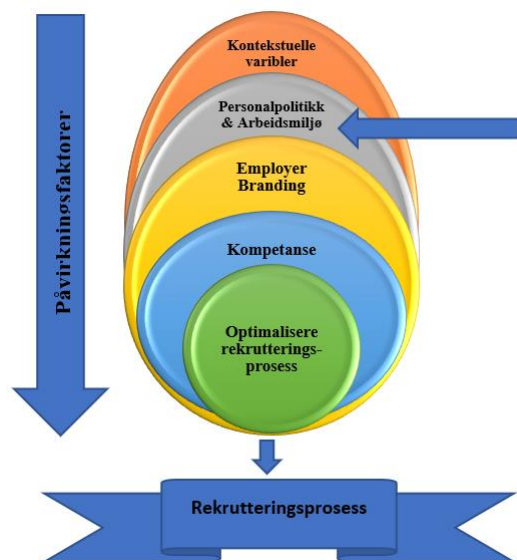 Påvirkningsfaktorer
Kontekstuelle
varibler
Personalpolitikk
& Arbeidsmiljø
Employer
Branding
Kompetanse
Optimalisere
rekrutterings-
prosess
Rekrutteringsprosess